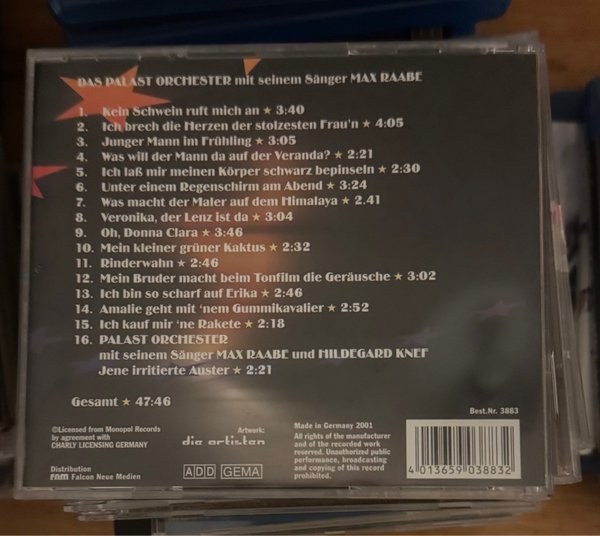 DAS PALAST ORCHESTER mit seinem Sänger MAX RAABE
1. Kein Schwein ruft mich an ★ 3:40
2. Ich brech die Herzen der stolzesten Frau'n ★ 4:05
3. Junger Mann im Frühling ★ 3:05
4. Was will der Mann da auf der Veranda? ★ 2:21
5. Ich laß mir meinen Körper schwarz bepinseln ★ 2:30
6. Unter einem Regenschirm am Abend ★ 3:24
7. Was macht der Maler auf dem Himalaya ★ 2.41
8. Veronika, der Lenz ist da ★ 3:04
9. Oh, Donna Clara ★ 3:46
10. Mein kleiner grüner Kaktus ★ 2:32
11. Rinderwahn ★ 2:46
12. Mein Bruder macht beim Tonfilm die Geräusche ★ 3:02
13. Ich bin so scharf auf Erika ★ 2:46
14. Amalie geht mit 'nem Gummikavalier ★ 2:52
15. Ich kauf mir 'ne Rakete ★ 2:18
16. PALAST ORCHESTER
mit seinem Sänger MAX RAABE und HILDEGARD KNEF
Jene irritierte Auster ★ 2:21
Gesamt ★ 47:46
Best.Nr. 3883
©Licensed from Monopol Records
by agreement with
CHARLY LICENSING GERMANY
Distribution
FNM Falcon Neue Medien
Artwork:
die artisten
ADD GEMA
Made in Germany 2001
All rights of the manufacturer
and of the recorded work
reserved. Unauthorized public
performance, broadcasting
and copying of this record
prohibited.
4 013659 038832